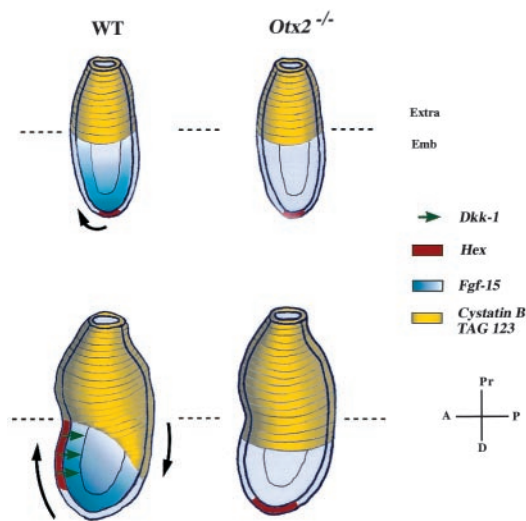 WT
Otx2 -/-
Extra
Emb
Dkk-1
Hex
Fgf-15
Cystatin B
TAG 123
Pr
A P
D